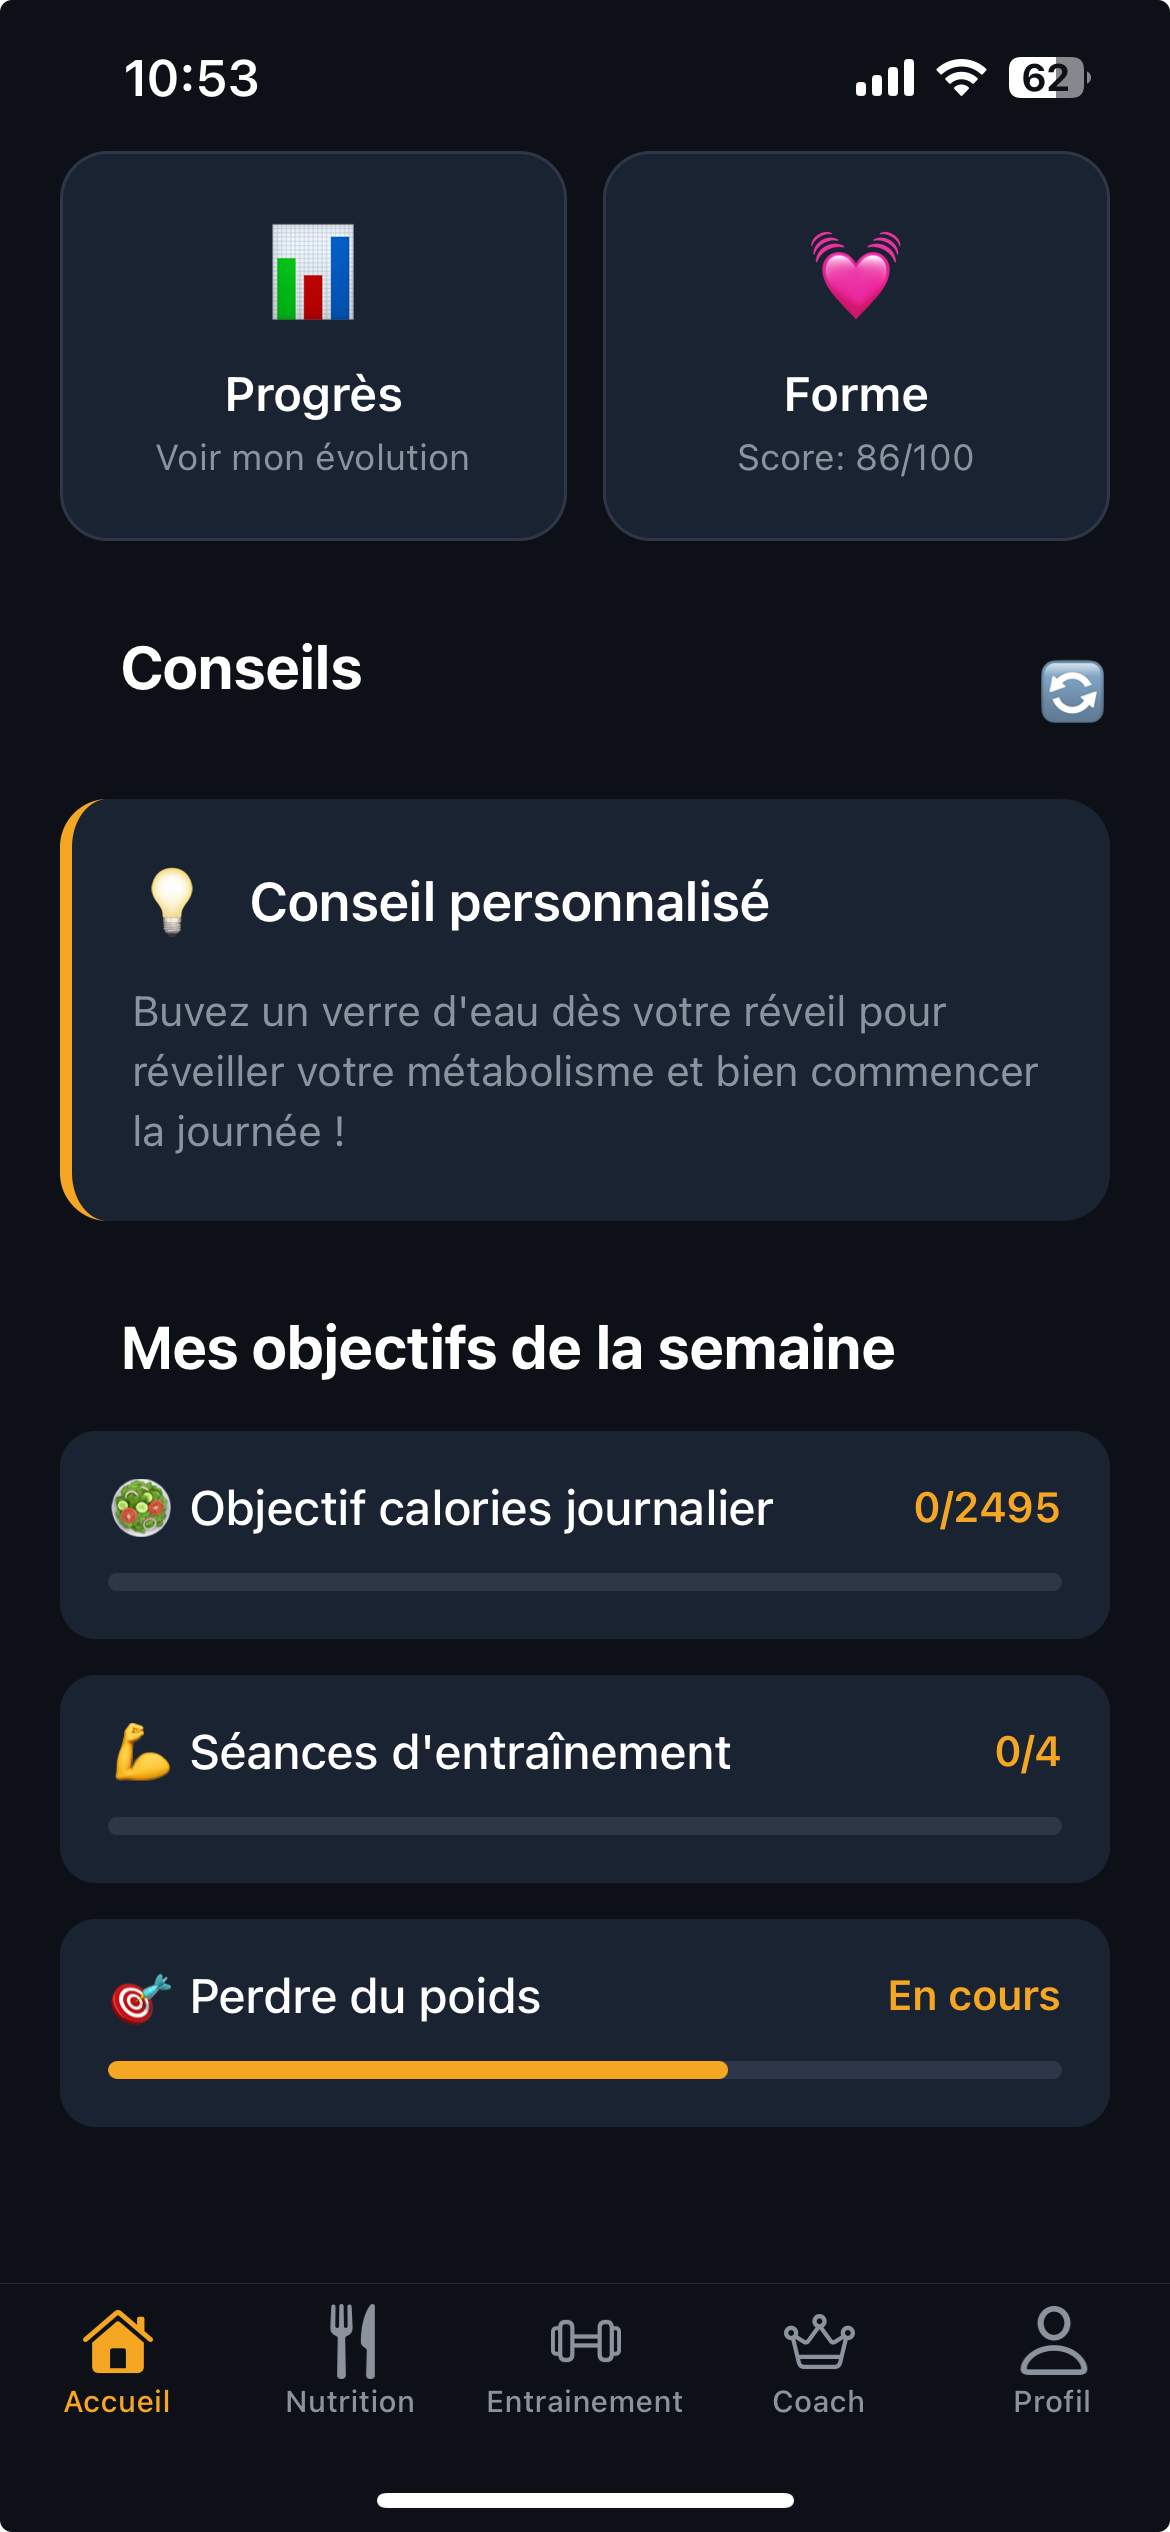 10:53
62
Progrès
Voir mon évolution
Forme
Score: 86/100
Conseils
Conseil personnalisé
Buvez un verre d'eau dès votre réveil pour
réveiller votre métabolisme et bien commencer
la journée !
Mes objectifs de la semaine
Objectif calories journalier
0/2495
Séances d'entraînement
0/4
Perdre du poids
En cours
Accueil
Nutrition
Entrainement
Coach
Profil